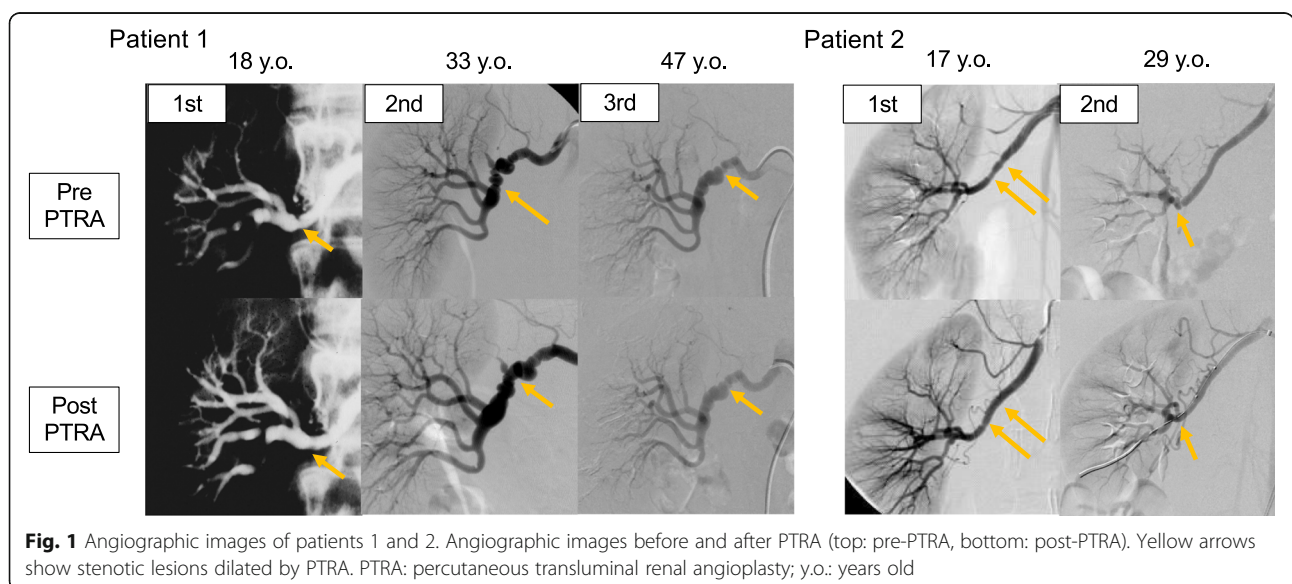 Patient 1
Patient 2
18 y.o.
33 y.o.
47 y.o.
17 y.o.
29 y.o.
1st
2nd
3rd
1st
2nd
Pre
PTRA
Post
PTRA
Fig. 1 Angiographic images of patients 1 and 2. Angiographic images before and after PTRA (top: pre-PTRA, bottom: post-PTRA). Yellow arrows
show stenotic lesions dilated by PTRA. PTRA: percutaneous transluminal renal angioplasty; y.o.: years old